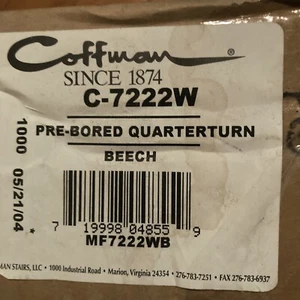 Coffman®
SINCE 1874
C-7222W
PRE-BORED QUARTERTURN
BEECH
1000 05/21/04 *
7 19998 04855 9
MF7222WB
MAN STAIRS, LLC • 1000 Industrial Road • Marion, Virginia 24354 • 276-783-7251 • FAX 276-783-6937